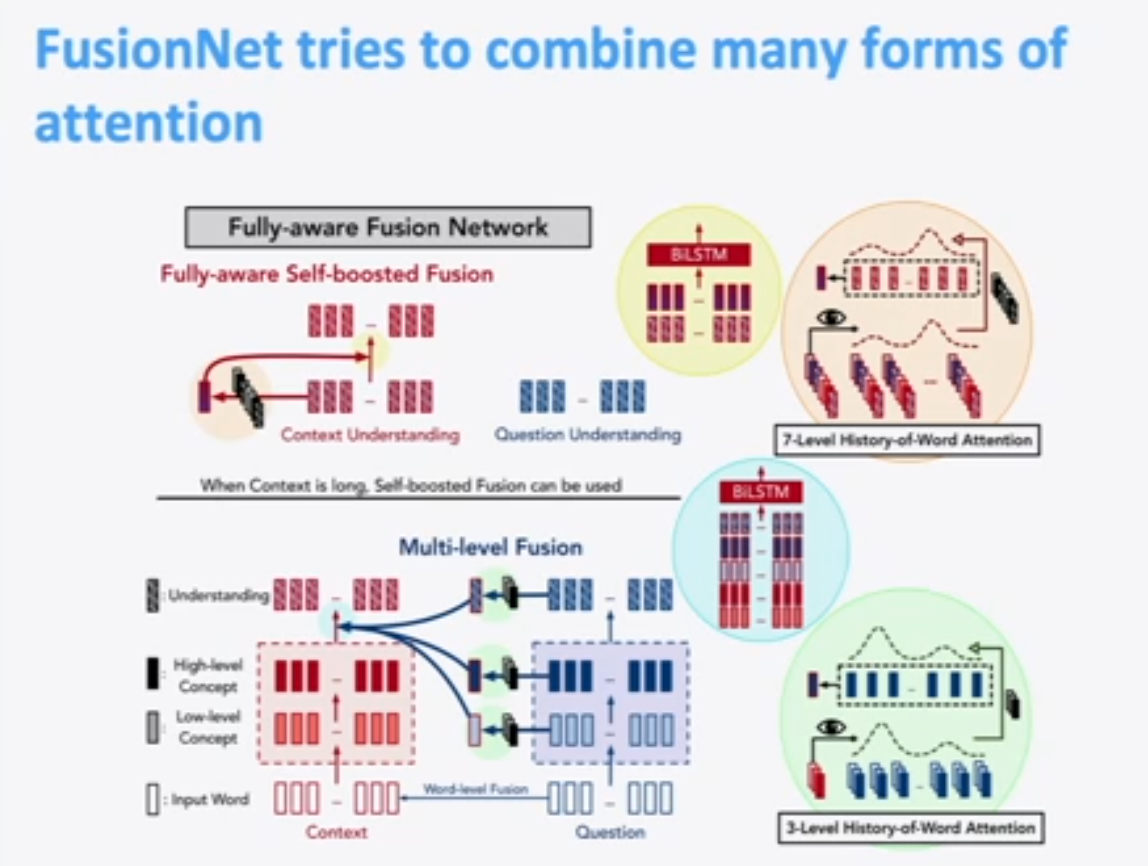 FusionNet tries to combine many forms of
attention
Fully-aware Fusion Network
Fully-aware Self-boosted Fusion
BiLSTM
Context Understanding
Question Understanding
7-Level History-of-Word Attention
When Context is long, Self-boosted Fusion can be used
BiLSTM
Multi-level Fusion
: Understanding
: High-level
Concept
: Low-level
Concept
: Input Word
Word-level Fusion
Context
Question
3-Level History-of-Word Attention